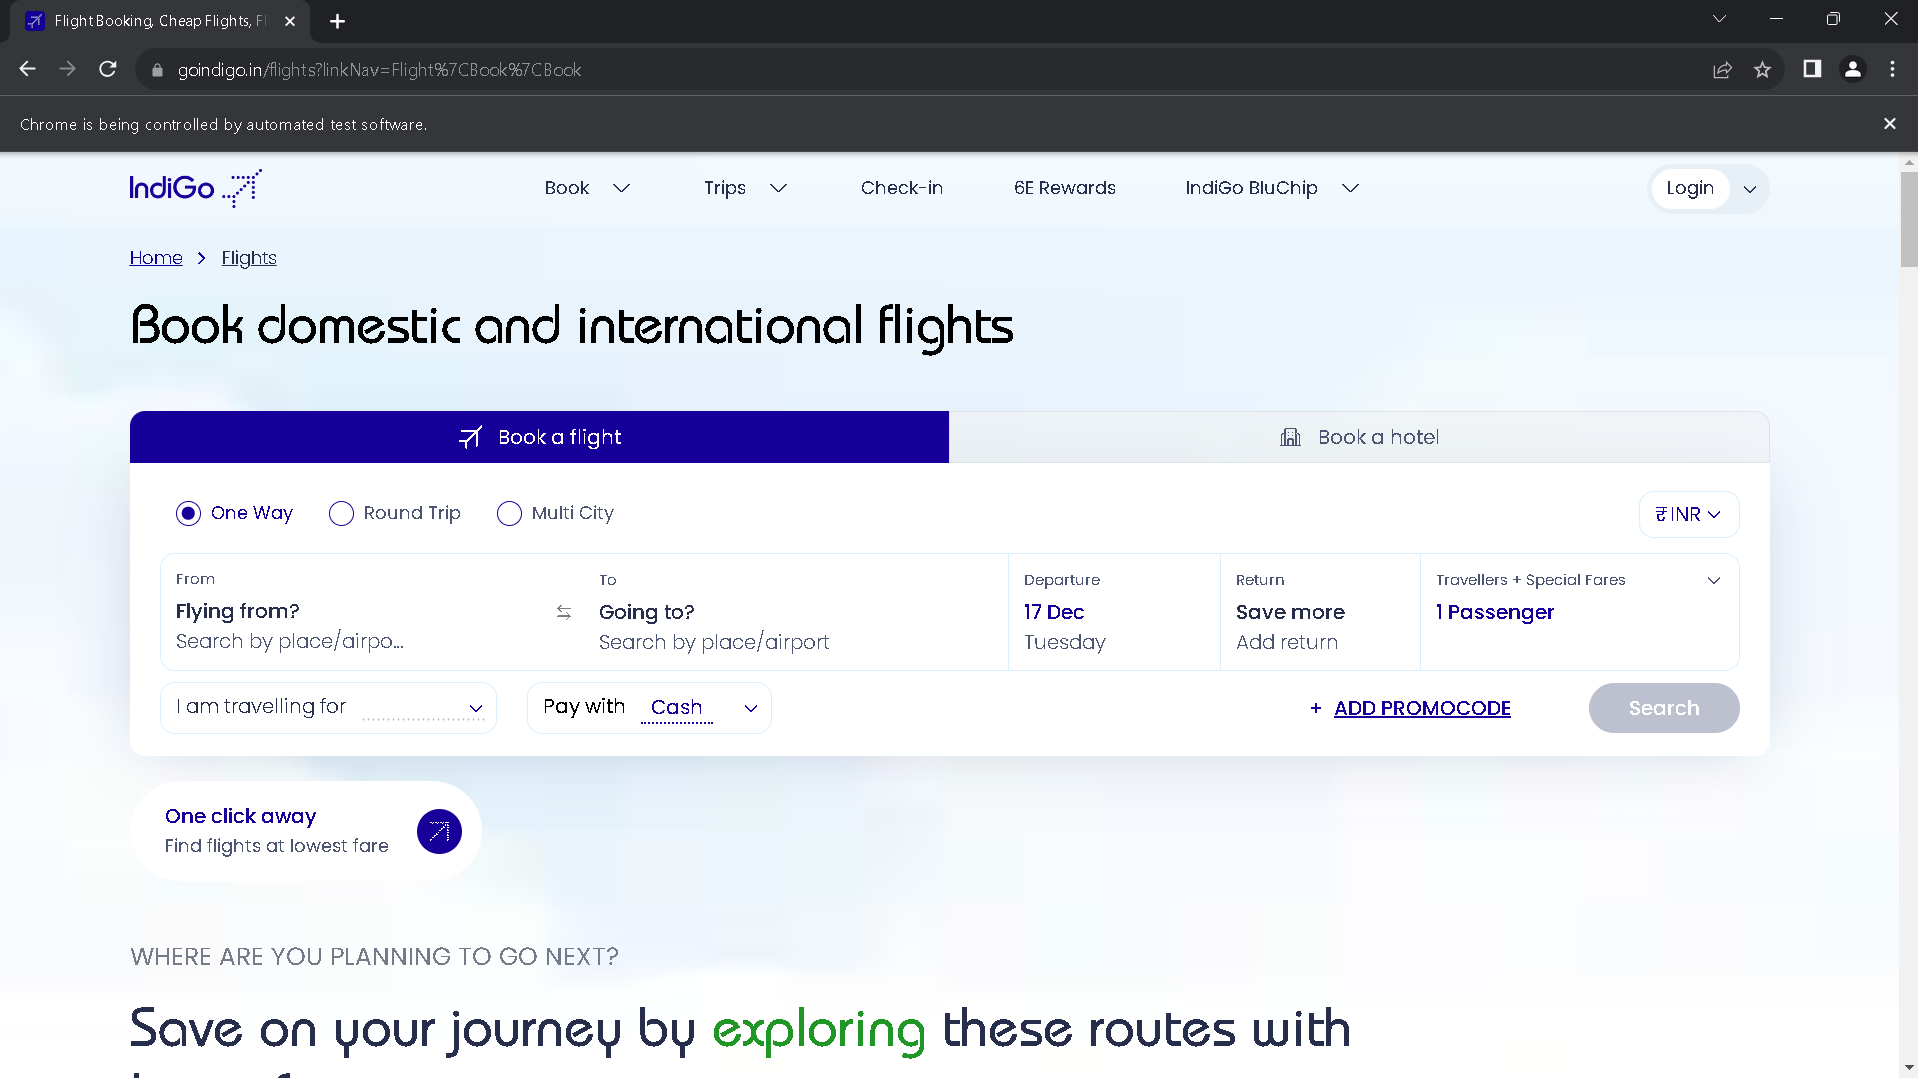 Flight Booking, Cheap Flights, Fl
goindigo.in/flights?linkNav=Flight%7CBook%7CBook
Chrome is being controlled by automated test software.
IndiGo
Book
Trips
Check-in
6E Rewards
IndiGo BluChip
Login
Home
Flights
Book domestic and international flights
Book a flight
Book a hotel
One Way
Round Trip
Multi City
₹ INR
From
To
Departure
Return
Travellers + Special Fares
Flying from?
Going to?
17 Dec
Save more
1 Passenger
Search by place/airpo...
Search by place/airport
Tuesday
Add return
I am travelling for
Pay with Cash
+ ADD PROMOCODE
Search
One click away
Find flights at lowest fare
WHERE ARE YOU PLANNING TO GO NEXT?
Save on your journey by exploring these routes with